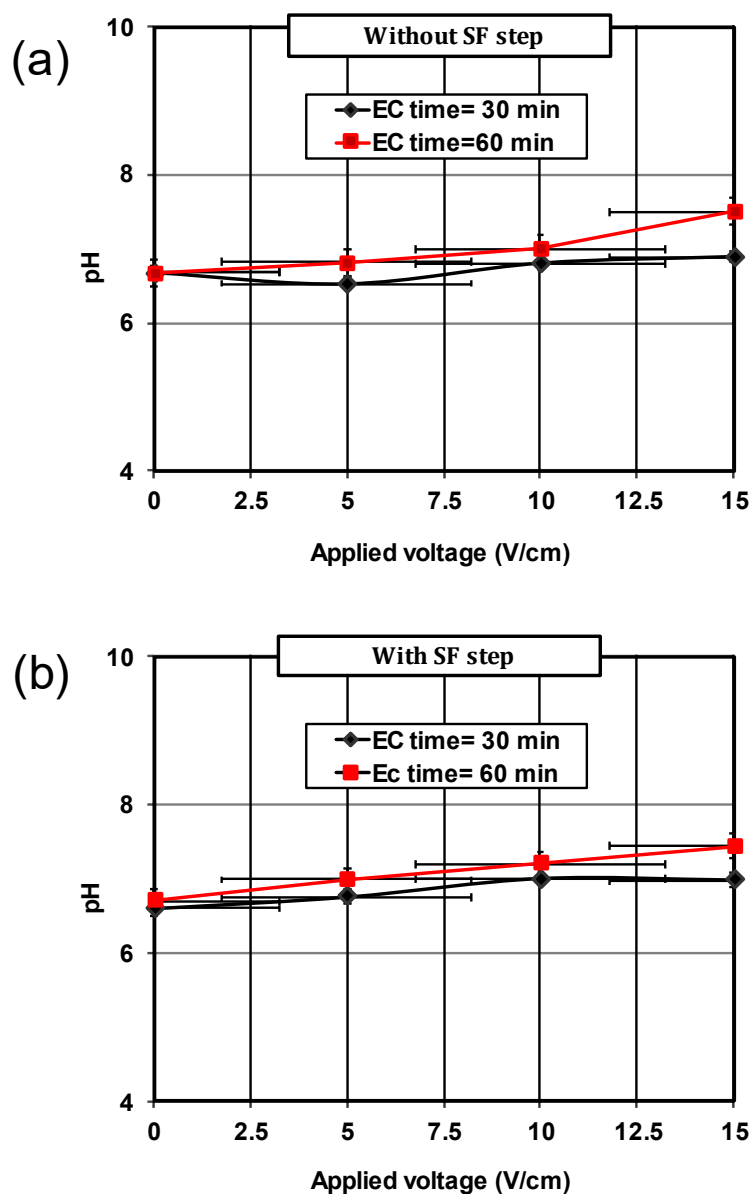 (a)
Without SF step
EC time= 30 min
EC time=60 min
10
8
6
4
pH
0 2.5 5 7.5 10 12.5 15
Applied voltage (V/cm)
(b)
With SF step
EC time= 30 min
Ec time= 60 min
10
8
6
4
pH
0 2.5 5 7.5 10 12.5 15
Applied voltage (V/cm)